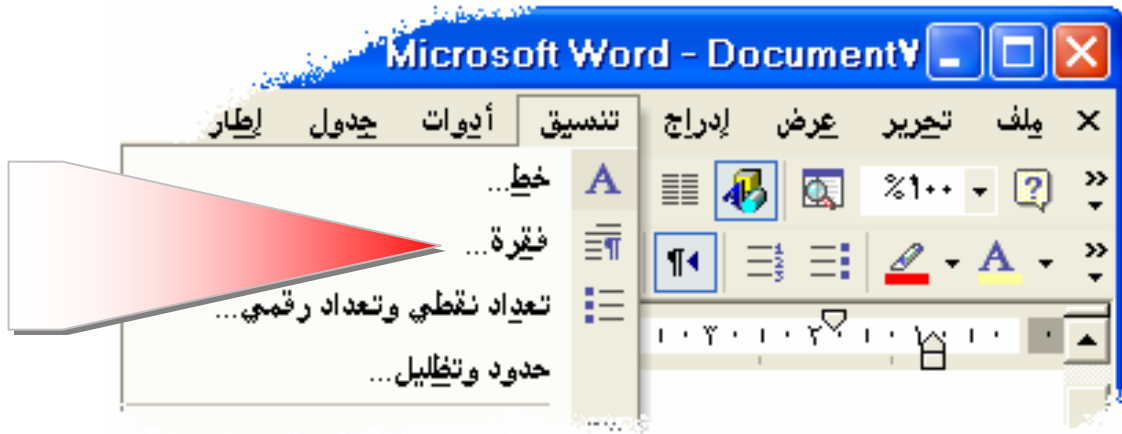 Microsoft Word - Document٧
ملف تحرير عرض إدراج تنسيق أدوات جدول إطار
%١٠٠
خط...
فقرة...
تعداد نقطي وتعداد رقمي...
حدود وتظليل...